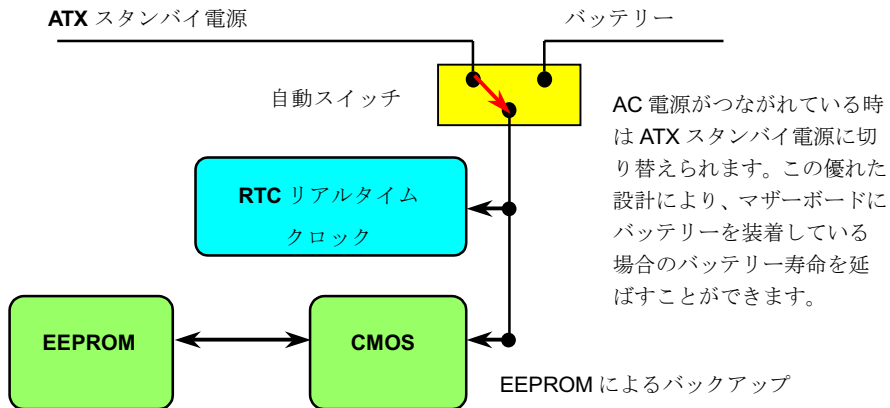 ATX スタンバイ電源
バッテリー
自動スイッチ
AC 電源がつながれている時
は ATX スタンバイ電源に切
り替えられます。この優れた
設計により、マザーボードに
バッテリーを装着している
場合のバッテリー寿命を延
ばすことができます。
RTC リアルタイム
クロック
EEPROM
CMOS
EEPROM によるバックアップ